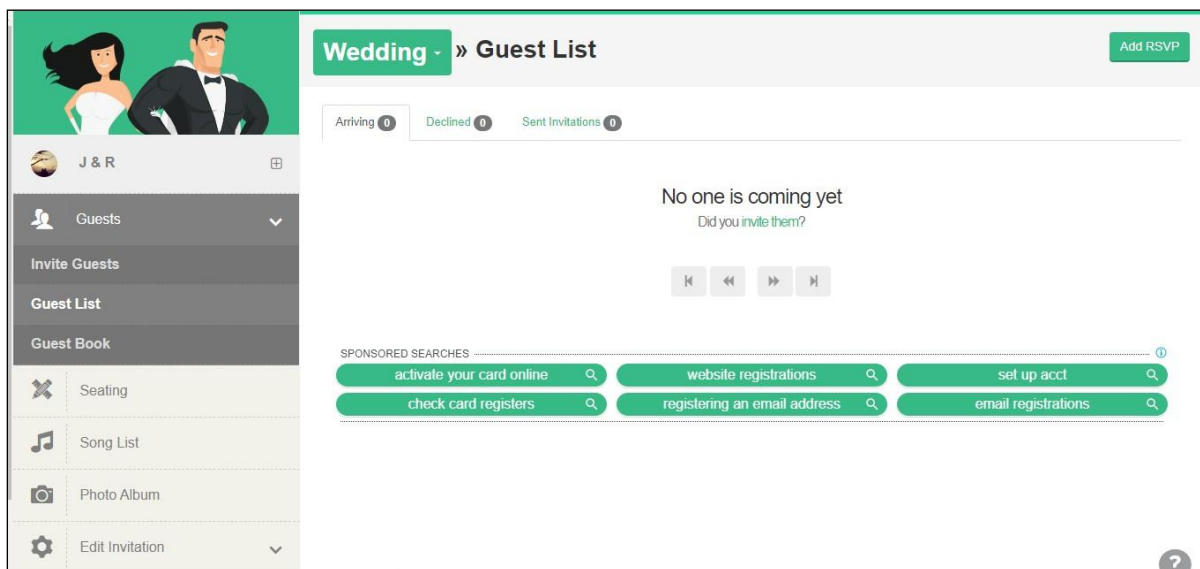 Wedding » Guest List
Add RSVP
Arriving 0 Declined 0 Sent Invitations 0
J & R
Guests
Invite Guests
Guest List
Guest Book
Seating
Song List
Photo Album
Edit Invitation
No one is coming yet
Did you invite them?
SPONSORED SEARCHES
activate your card online
website registrations
set up acct
check card registers
registering an email address
email registrations
?